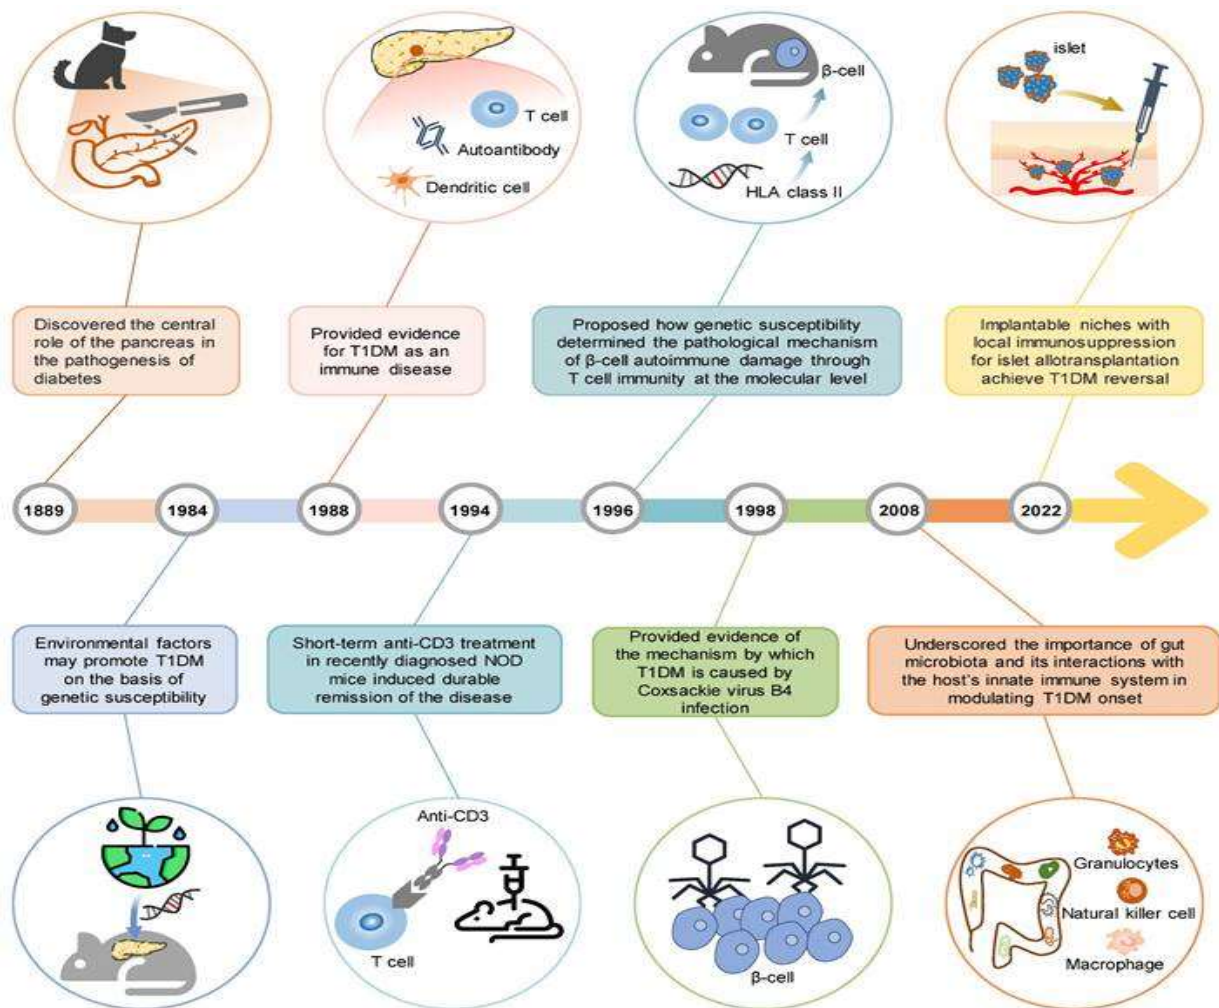 T cell
Autoantibody
Dendritic cell
β-cell
T cell
HLA class II
islet
Discovered the central
role of the pancreas in
the pathogenesis of
diabetes
Provided evidence
for T1DM as an
immune disease
Proposed how genetic susceptibility
determined the pathological mechanism
of β-cell autoimmune damage through
T cell immunity at the molecular level
Implantable niches with
local immunosuppression
for islet allotransplantation
achieve T1DM reversal
1889
1984
1988
1994
1996
1998
2008
2022
Environmental factors
may promote T1DM
on the basis of
genetic susceptibility
Short-term anti-CD3 treatment
in recently diagnosed NOD
mice induced durable
remission of the disease
Provided evidence of
the mechanism by which
T1DM is caused by
Coxsackie virus B4
infection
Underscored the importance of gut
microbiota and its interactions with
the host's innate immune system in
modulating T1DM onset
Anti-CD3
T cell
β-cell
Granulocytes
Natural killer cell
Macrophage